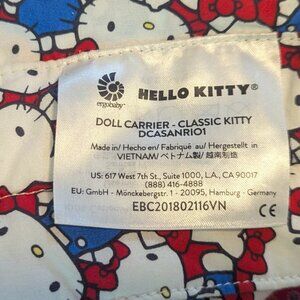 ergobaby
HELLO KITTY®
DOLL CARRIER - CLASSIC KITTY
DCASANRIO1
Made in/ Hecho en/ Fabriqué au/ Hergestellt in
VIETNAM/ ベトナム製/ 越南制造
US: 617 West 7th St., Suite 1000, L.A., CA 90017
(888) 416-4888
EU: GmbH - Mönckebergstr. 1 - 20095, Hamburg - Germany
EBC201802116VN
CE